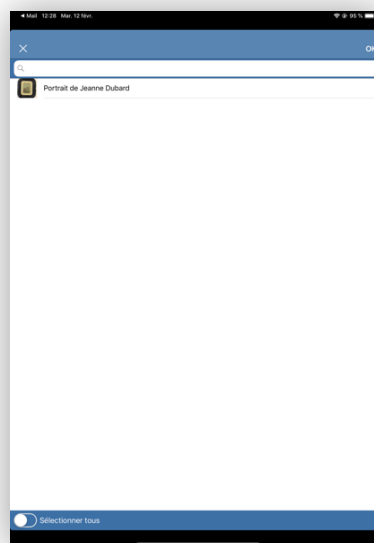 ◀ Mail 12:28 Mar. 12 févr. 95 %
OK
Portrait de Jeanne Dubard
Sélectionner tous